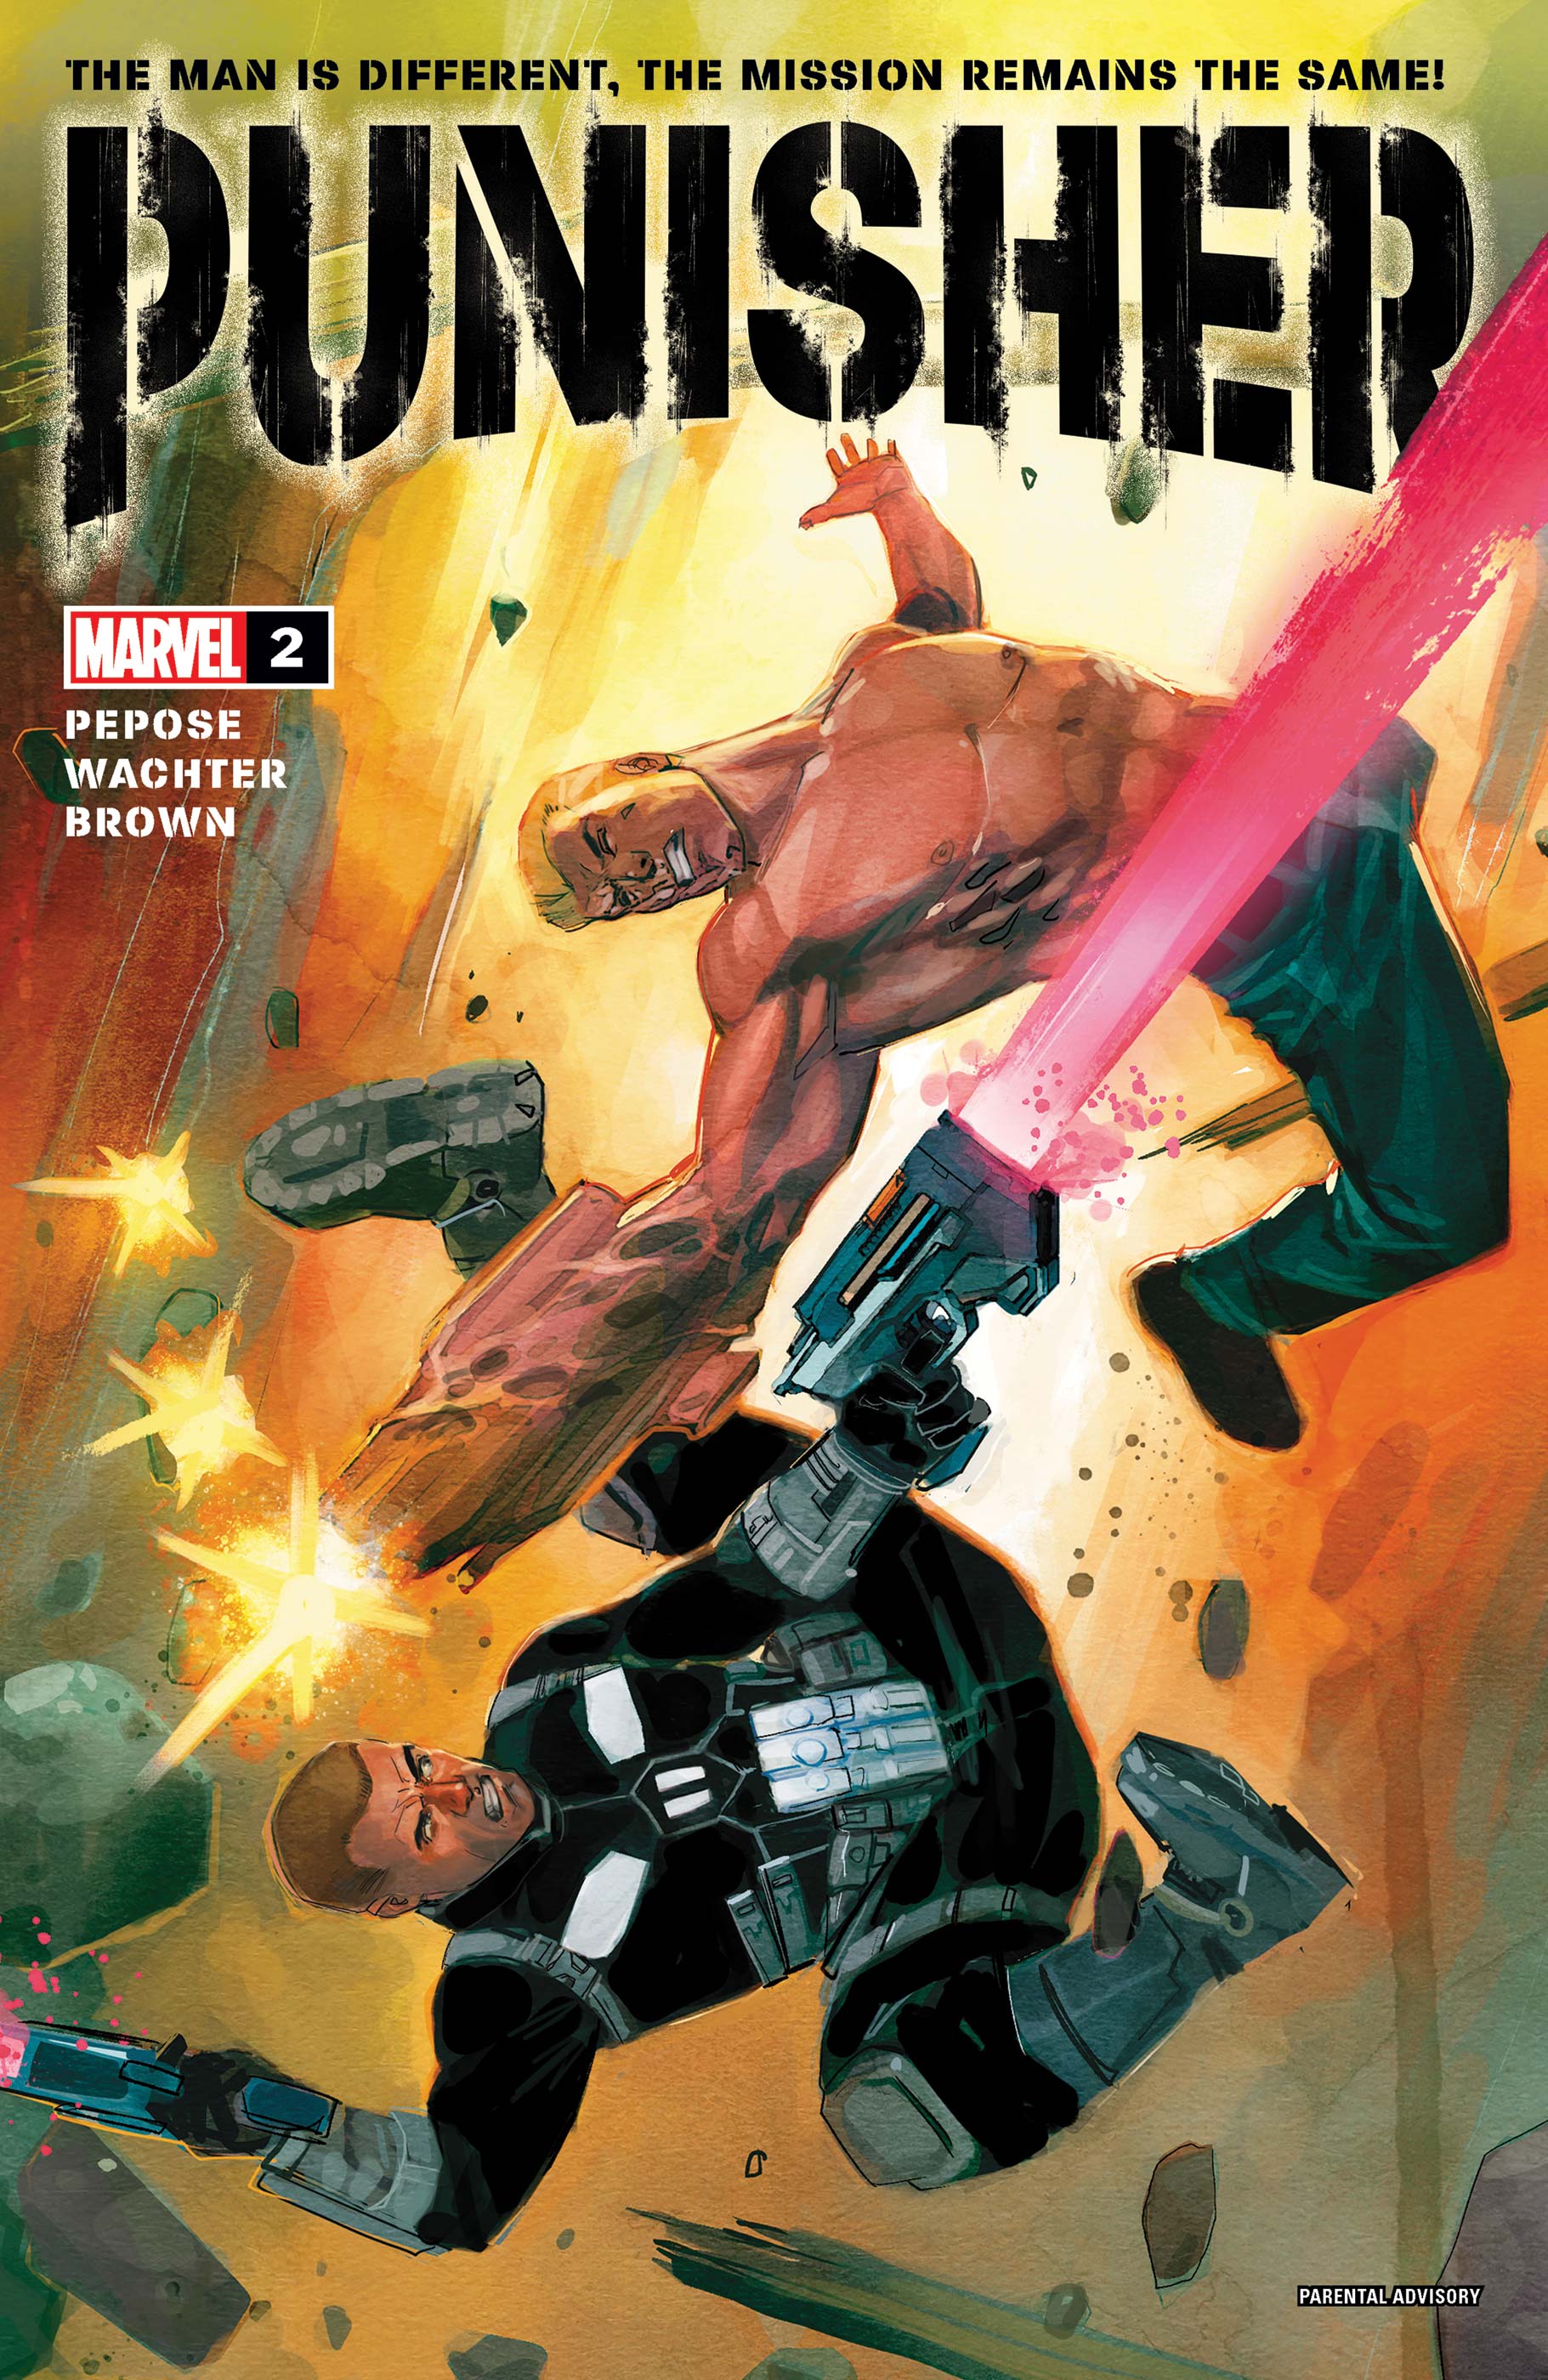 THE MAN IS DIFFERENT, THE MISSION REMAINS THE SAME!
PUNISHER
MARVEL 2
PEPOSE
WACHTER
BROWN
PARENTAL ADVISORY